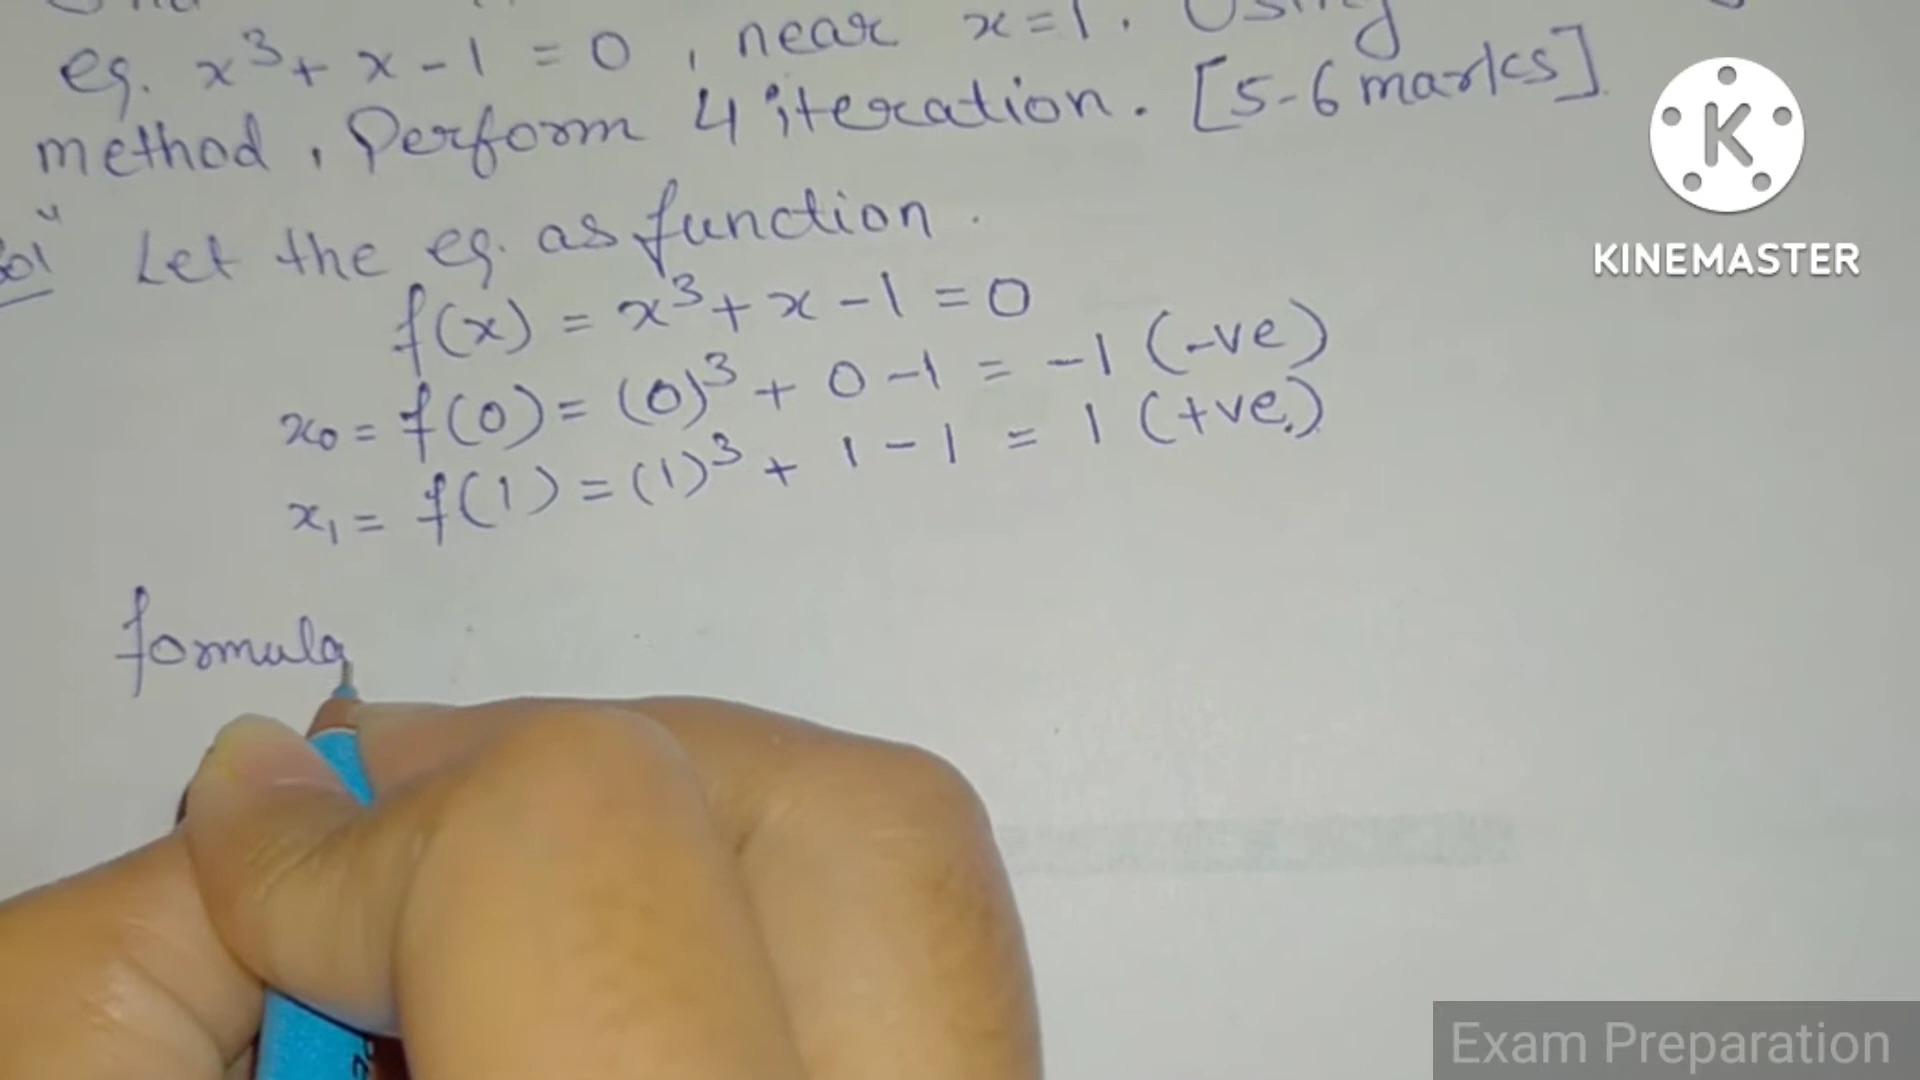 eq. x³ + x - 1 = 0, near x = 1. Using
method, Perform 4 iteration. [5-6 marks].
Solⁿ Let the eq. as function.
f(x) = x³ + x - 1 = 0
x₀ = f(0) = (0)³ + 0 - 1 = -1 (-ve)
x₁ = f(1) = (1)³ + 1 - 1 = 1 (+ve.)
formula
K
KINEMASTER
Exam Preparation